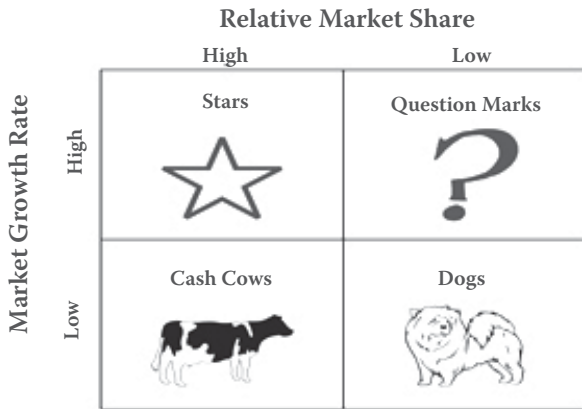 Relative Market Share
High Low
Market Growth Rate
High
Stars Question Marks
?
Low
Cash Cows Dogs